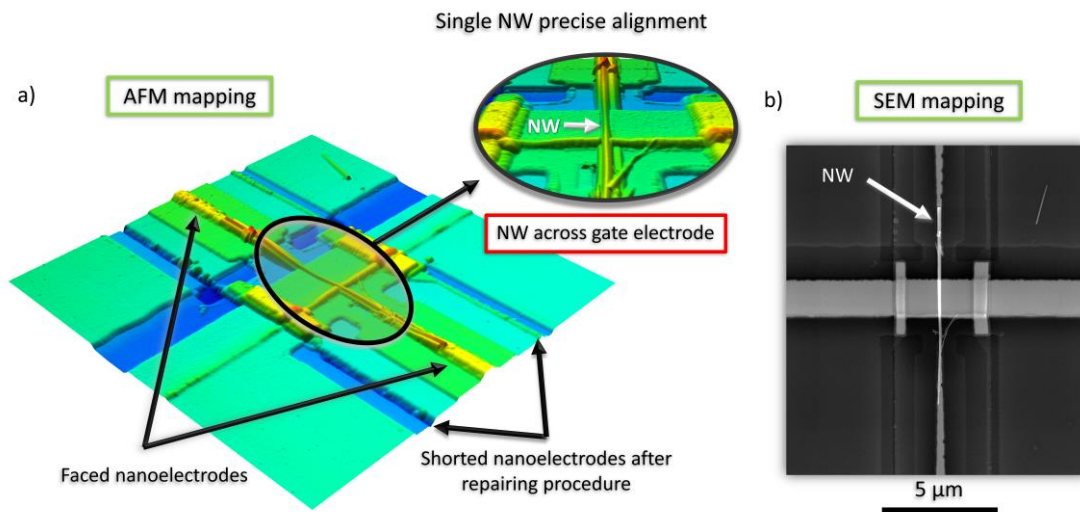 Single NW precise alignment
a)
AFM mapping
NW
NW across gate electrode
Faced nanoelectrodes
Shorted nanoelectrodes after
repairing procedure
b)
SEM mapping
NW
5 μm